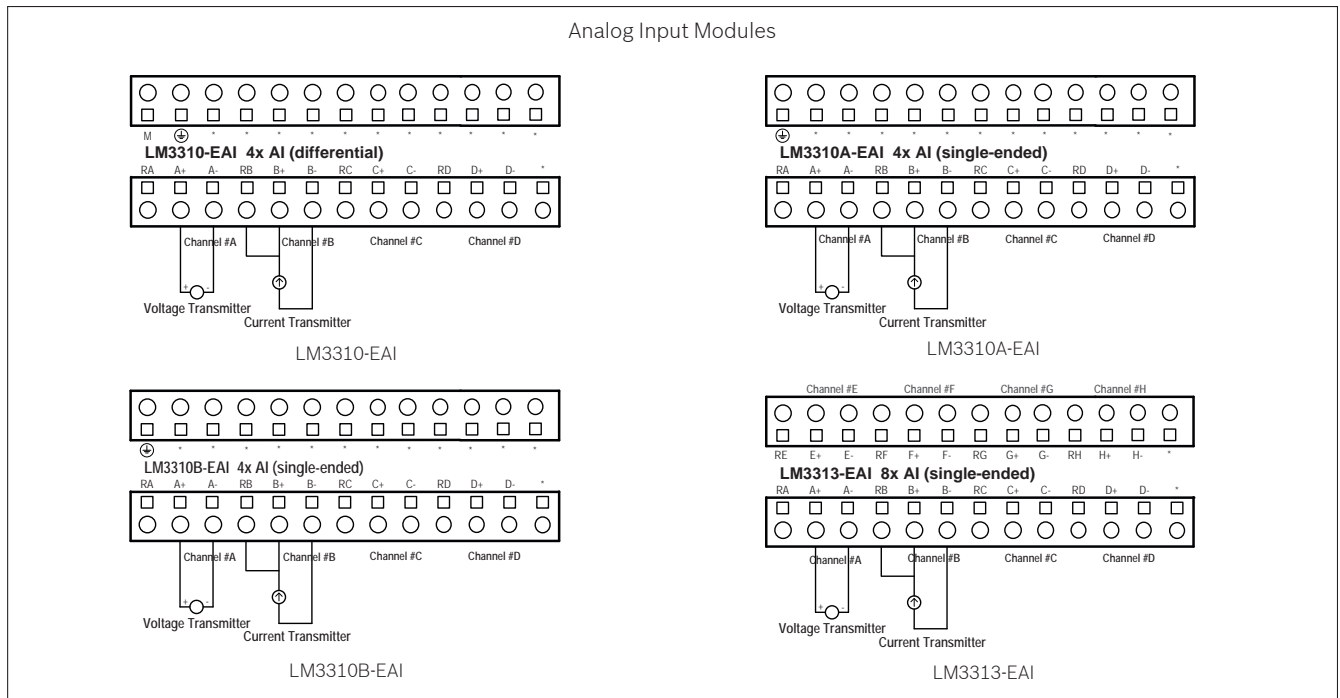 Analog Input Modules
M * * * * * * * * * * *
LM3310-EAI 4x AI (differential)
RA A+ A- RB B+ B- RC C+ C- RD D+ D- *
Channel #A Channel #B Channel #C Channel #D
+ -
Voltage Transmitter
Current Transmitter
LM3310-EAI
* * * * * * * * * * * *
LM3310A-EAI 4x AI (single-ended)
RA A+ A- RB B+ B- RC C+ C- RD D+ D- *
Channel #A Channel #B Channel #C Channel #D
+ -
Voltage Transmitter
Current Transmitter
LM3310A-EAI
* * * * * * * * * * * *
LM3310B-EAI 4x AI (single-ended)
RA A+ A- RB B+ B- RC C+ C- RD D+ D- *
Channel #A Channel #B Channel #C Channel #D
+ -
Voltage Transmitter
Current Transmitter
LM3310B-EAI
Channel #E Channel #F Channel #G Channel #H
RE E+ E- RF F+ F- RG G+ G- RH H+ H- *
LM3313-EAI 8x AI (single-ended)
RA A+ A- RB B+ B- RC C+ C- RD D+ D- *
Channel #A Channel #B Channel #C Channel #D
+ -
Voltage Transmitter
Current Transmitter
LM3313-EAI